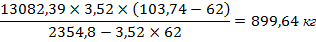 13082,39 × 3,52 × (103,74 − 62)
2354,8 − 3,52 × 62
= 899,64 кг